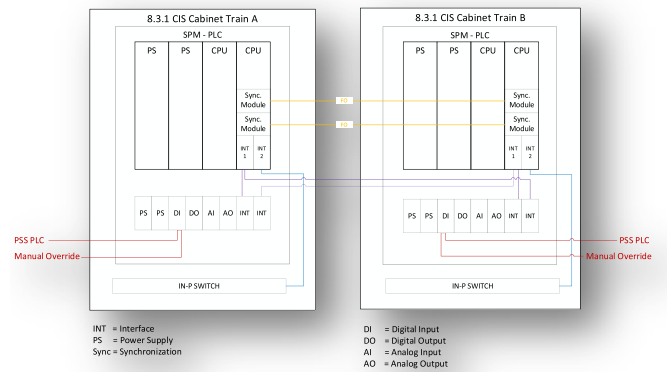 8.3.1 CIS Cabinet Train A
SPM - PLC
PS PS CPU CPU
Sync.
Module
Sync.
Module
INT
1
INT
2
PS PS DI DO AI AO INT INT
IN-P SWITCH
8.3.1 CIS Cabinet Train B
SPM - PLC
PS PS CPU CPU
Sync.
Module
Sync.
Module
INT
1
INT
2
PS PS DI DO AI AO INT INT
IN-P SWITCH
FO
FO
PSS PLC
Manual Override
PSS PLC
Manual Override
INT = Interface
PS = Power Supply
Sync = Synchronization
DI = Digital Input
DO = Digital Output
AI = Analog Input
AO = Analog Output